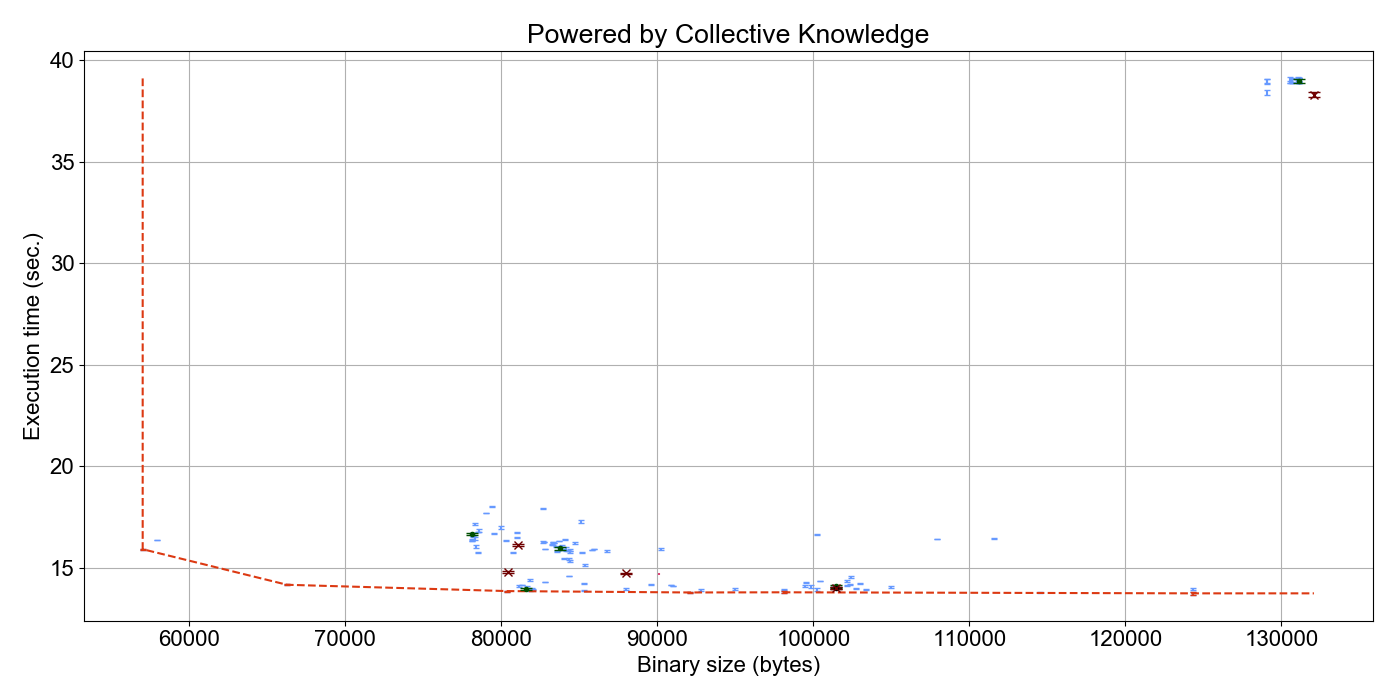 Powered by Collective Knowledge
40
35
30
25
20
15
Execution time (sec.)
60000 70000 80000 90000 100000 110000 120000 130000
Binary size (bytes)